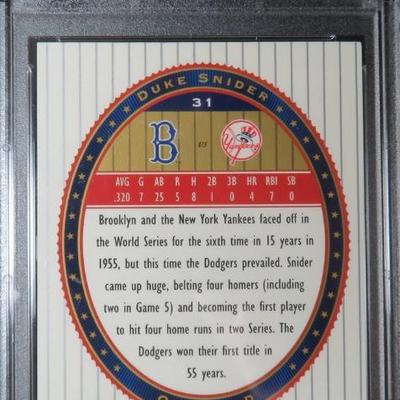 DUKE SNIDER
31
B
vs
Yankees
AVG G AB R H 2B 3B HR RBI SB
.320 7 25 5 8 1 0 4 7 0
Brooklyn and the New York Yankees faced off in
the World Series for the sixth time in 15 years in
1955, but this time the Dodgers prevailed. Snider
came up huge, belting four homers (including
two in Game 5) and becoming the first player
to hit four home runs in two Series. The
Dodgers won their first title in
55 years.